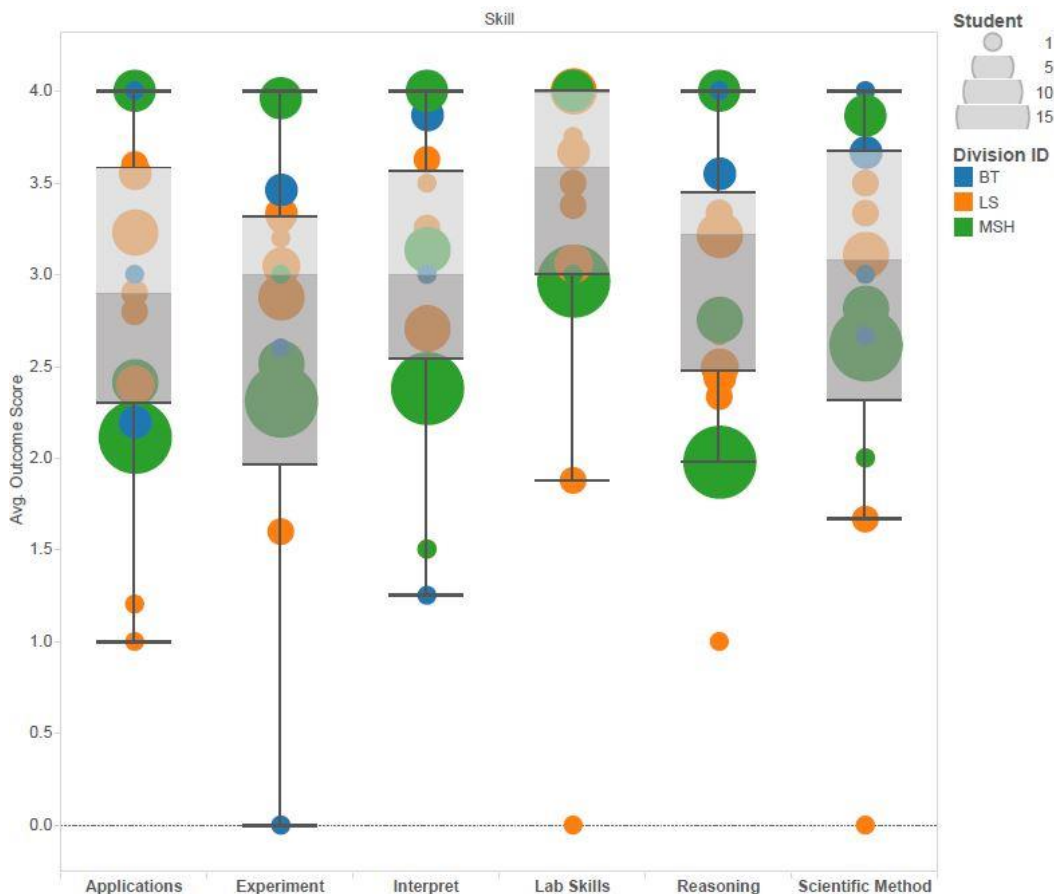 Skill
Avg. Outcome Score
4.0
3.5
3.0
2.5
2.0
1.5
1.0
0.5
0.0
Applications Experiment Interpret Lab Skills Reasoning Scientific Method
Student
1
5
10
15
Division ID
BT
LS
MSH